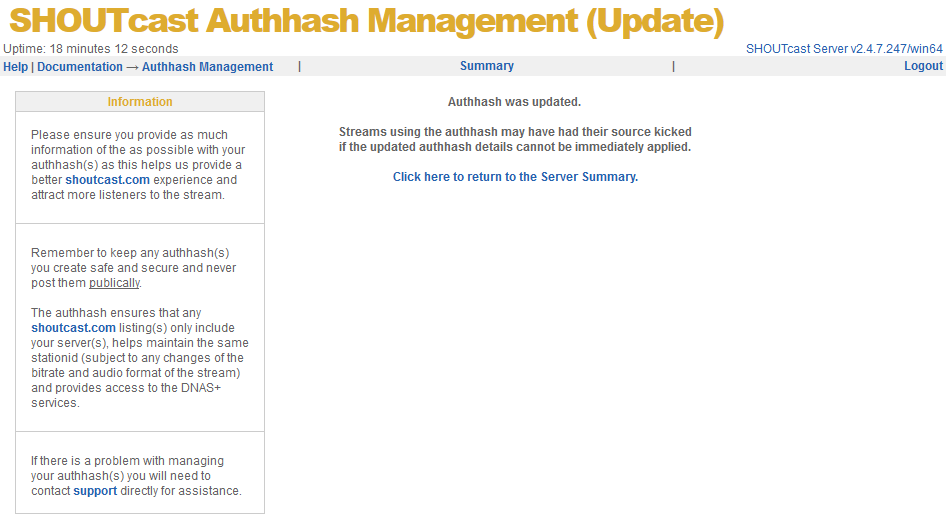 SHOUTcast Authhash Management (Update)
Uptime: 18 minutes 12 seconds
SHOUTcast Server v2.4.7.247/win64
Help | Documentation → Authhash Management | Summary | Logout
Information
Please ensure you provide as much
information of the as possible with your
authhash(s) as this helps us provide a
better shoutcast.com experience and
attract more listeners to the stream.
Remember to keep any authhash(s)
you create safe and secure and never
post them publically.
The authhash ensures that any
shoutcast.com listing(s) only include
your server(s), helps maintain the same
stationid (subject to any changes of the
bitrate and audio format of the stream)
and provides access to the DNAS+
services.
If there is a problem with managing
your authhash(s) you will need to
contact support directly for assistance.
Authhash was updated.
Streams using the authhash may have had their source kicked
if the updated authhash details cannot be immediately applied.
Click here to return to the Server Summary.